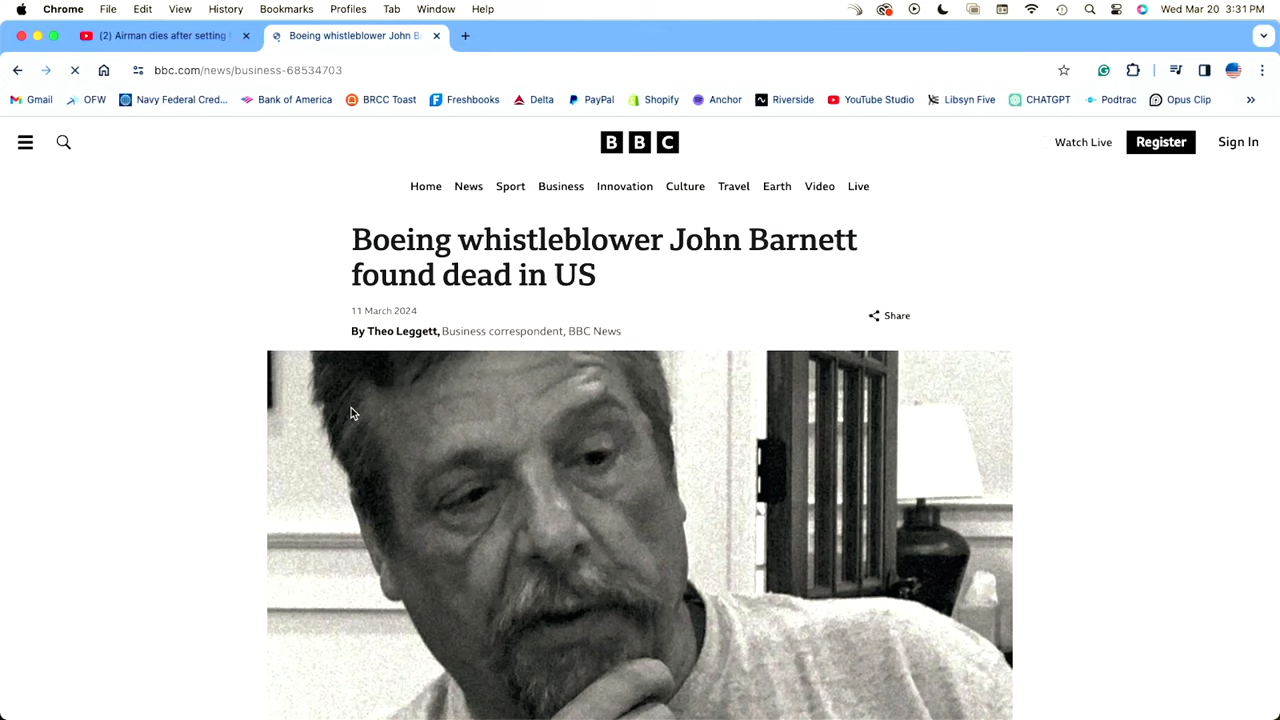 Chrome File Edit View History Bookmarks Profiles Tab Window Help Wed Mar 20 3:31 PM
(2) Airman dies after setting Boeing whistleblower John B
bbc.com/news/business-68534703
Gmail OFW Navy Federal Cred... Bank of America BRCC Toast Freshbooks Delta PayPal Shopify Anchor Riverside YouTube Studio Libsyn Five CHATGPT Podtrac Opus Clip
BBC Watch Live Register Sign In
Home News Sport Business Innovation Culture Travel Earth Video Live
Boeing whistleblower John Barnett
found dead in US
11 March 2024
Share
By Theo Leggett, Business correspondent, BBC News